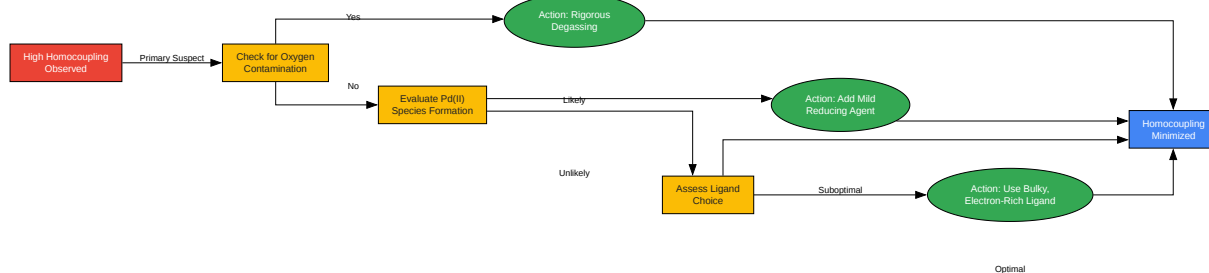 High Homocoupling
Observed
Primary Suspect
Check for Oxygen
Contamination
Yes
Action: Rigorous
Degassing
No
Evaluate Pd(II)
Species Formation
Likely
Action: Add Mild
Reducing Agent
Homocoupling
Minimized
Unlikely
Assess Ligand
Choice
Suboptimal
Action: Use Bulky,
Electron-Rich Ligand
Optimal